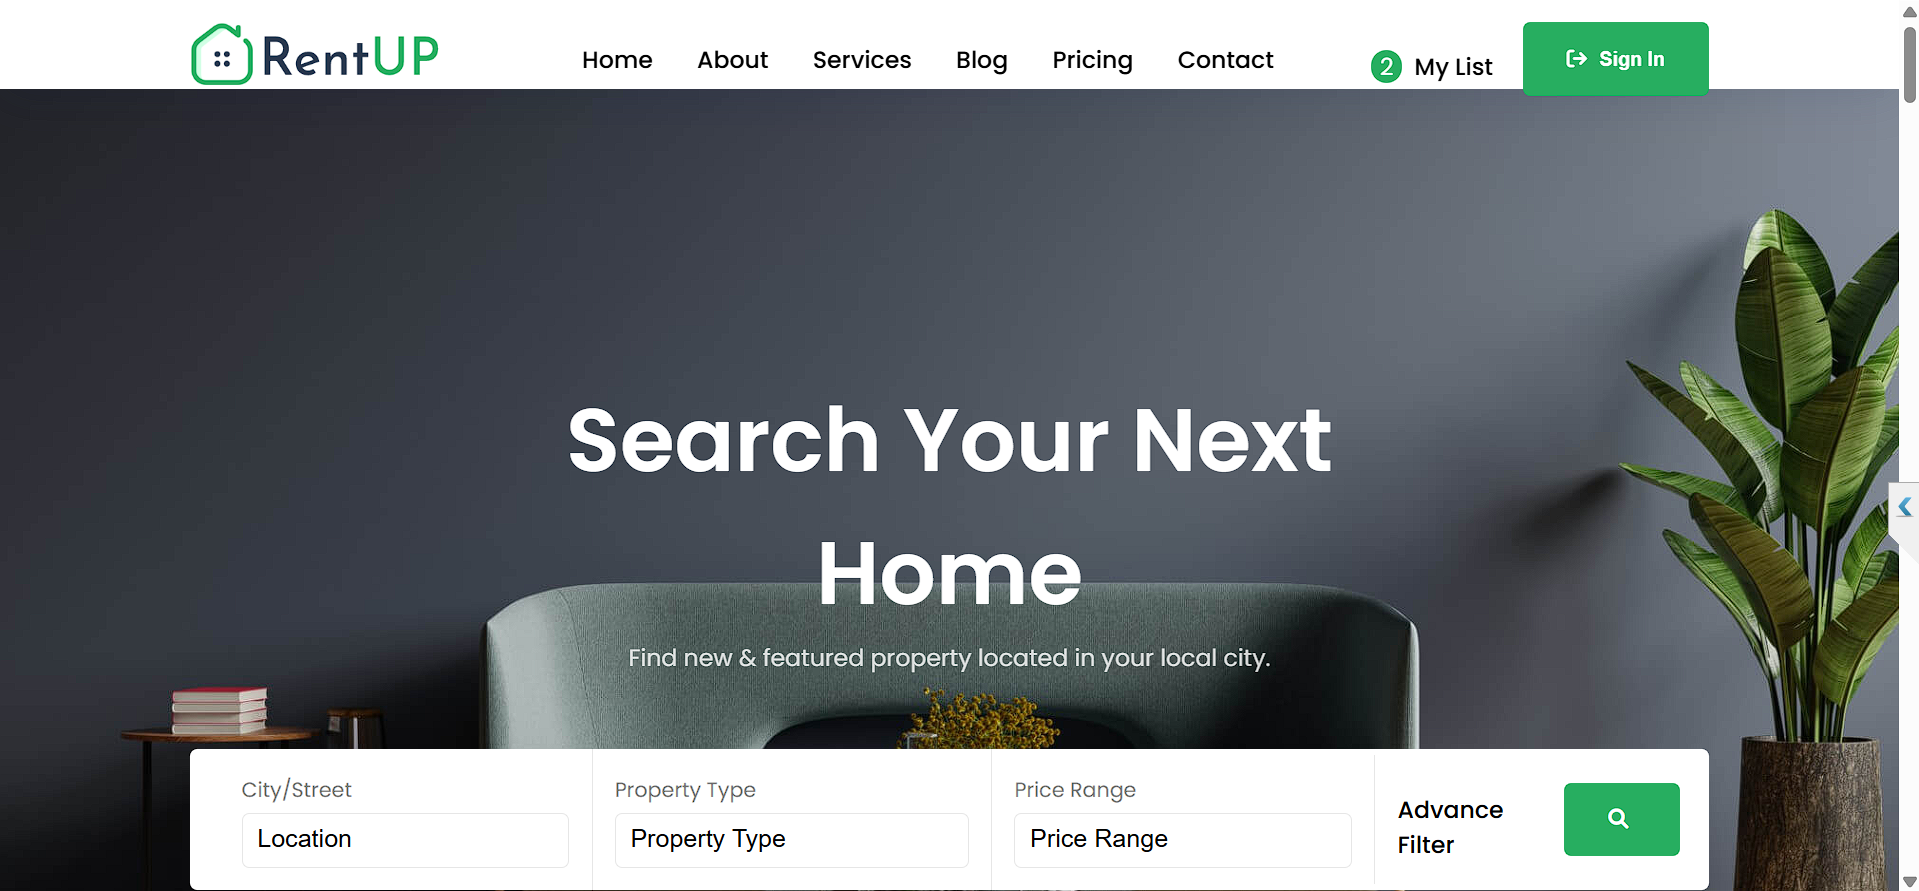 RentUP
Home About Services Blog Pricing Contact
2 My List
Sign In
Search Your Next
Home
Find new & featured property located in your local city.
City/Street
Location
Property Type
Property Type
Price Range
Price Range
Advance
Filter